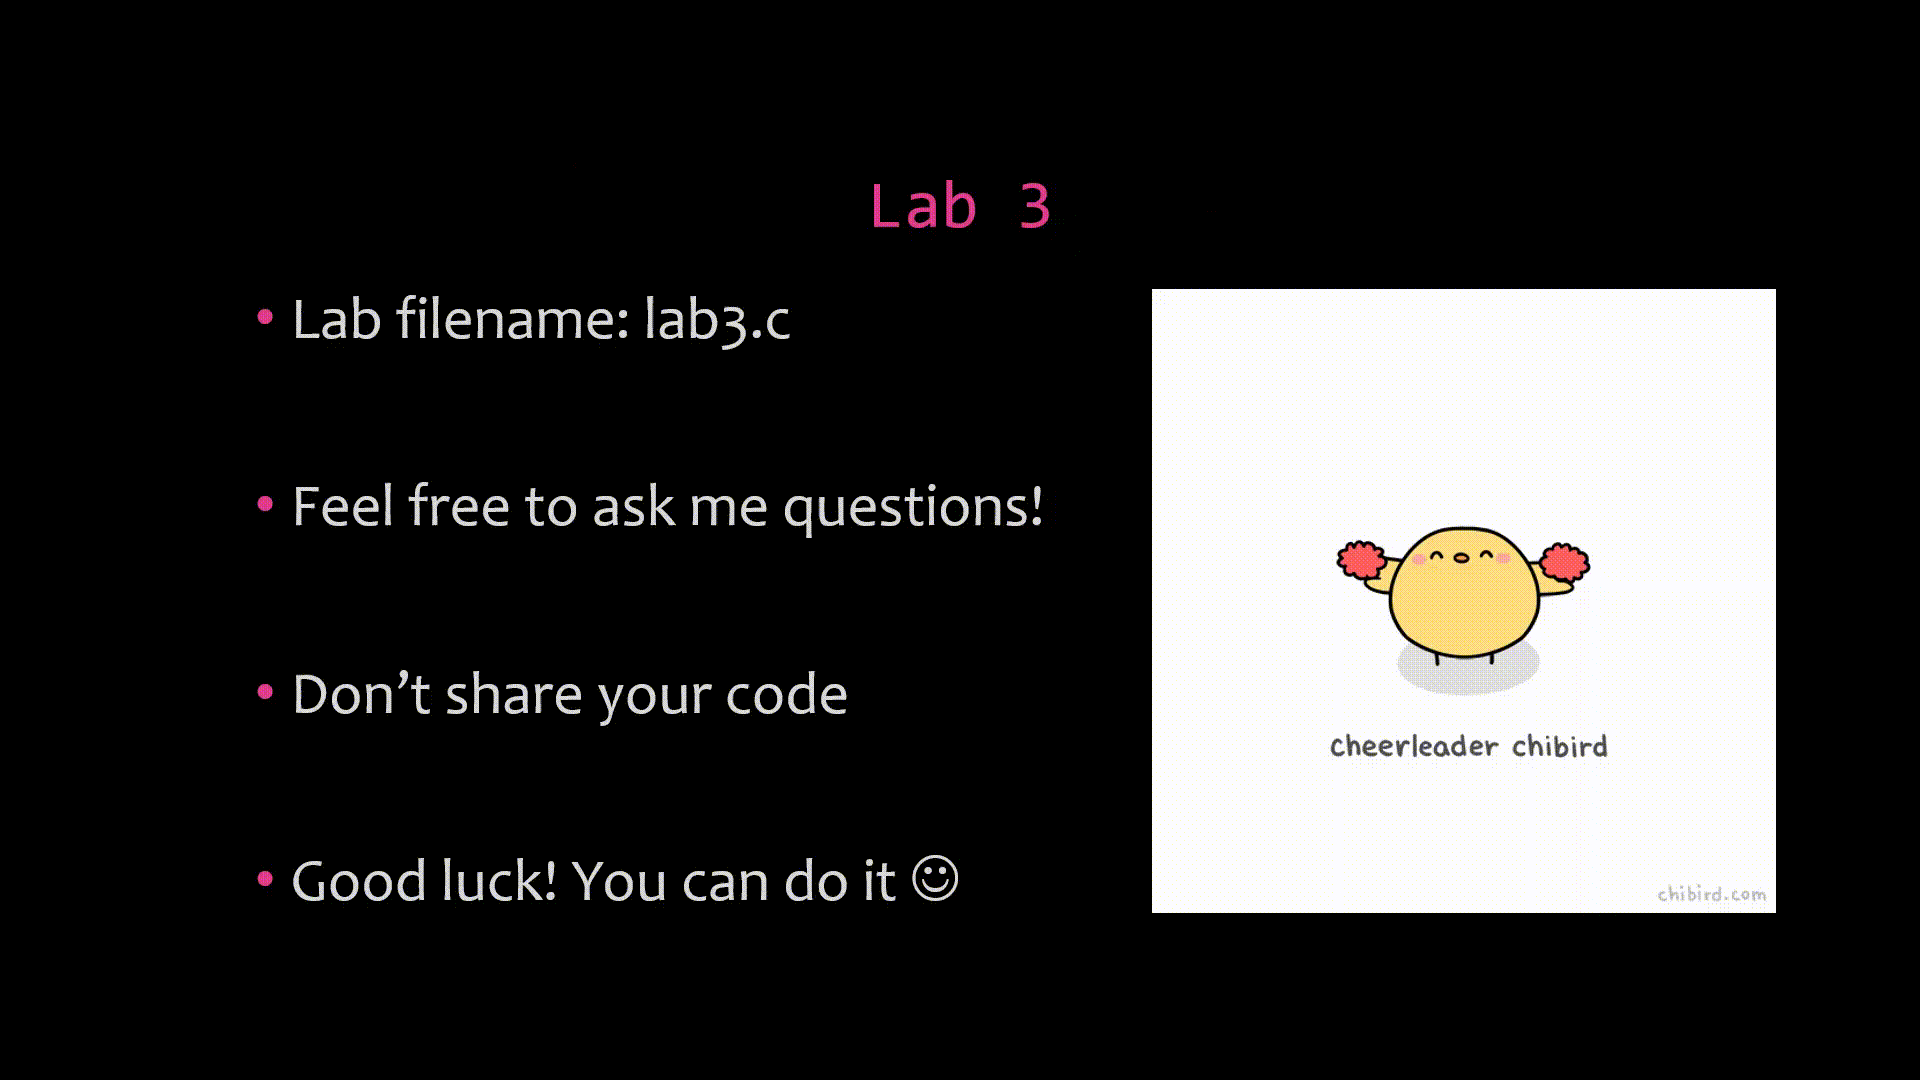 Lab 3
• Lab filename: lab3.c
• Feel free to ask me questions!
• Don’t share your code
• Good luck! You can do it ☺
cheerleader chibird
chibird.com